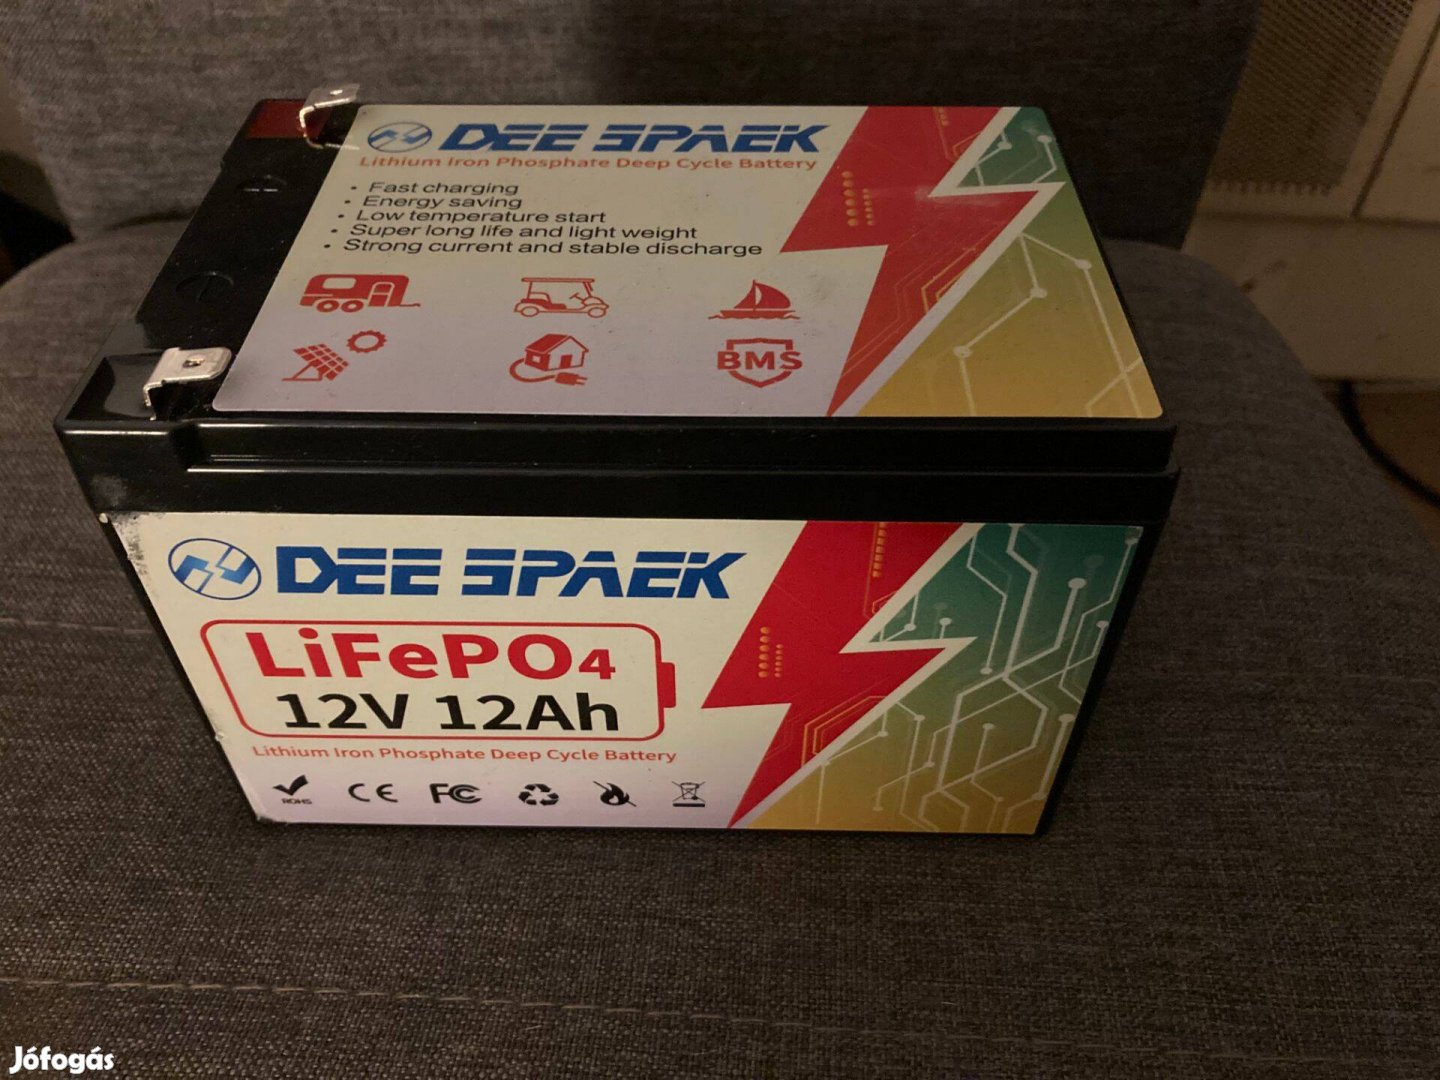 DEE SPAEK
Lithium Iron Phosphate Deep Cycle Battery
• Fast charging
• Energy saving
• Low temperature start
• Super long life and light weight
• Strong current and stable discharge
BMS
DEE SPAEK
LiFePO4
12V 12Ah
Lithium Iron Phosphate Deep Cycle Battery
ROHS CE FC
Jófogás